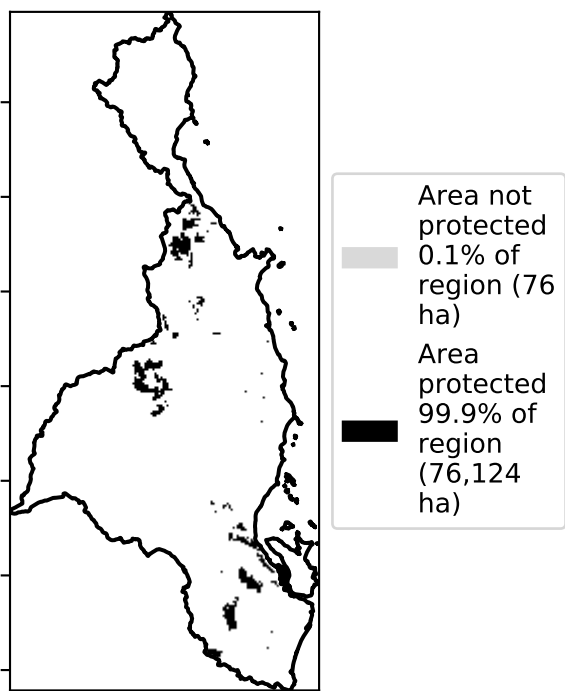 Area not
protected
0.1% of
region (76
ha)
Area
protected
99.9% of
region
(76,124
ha)